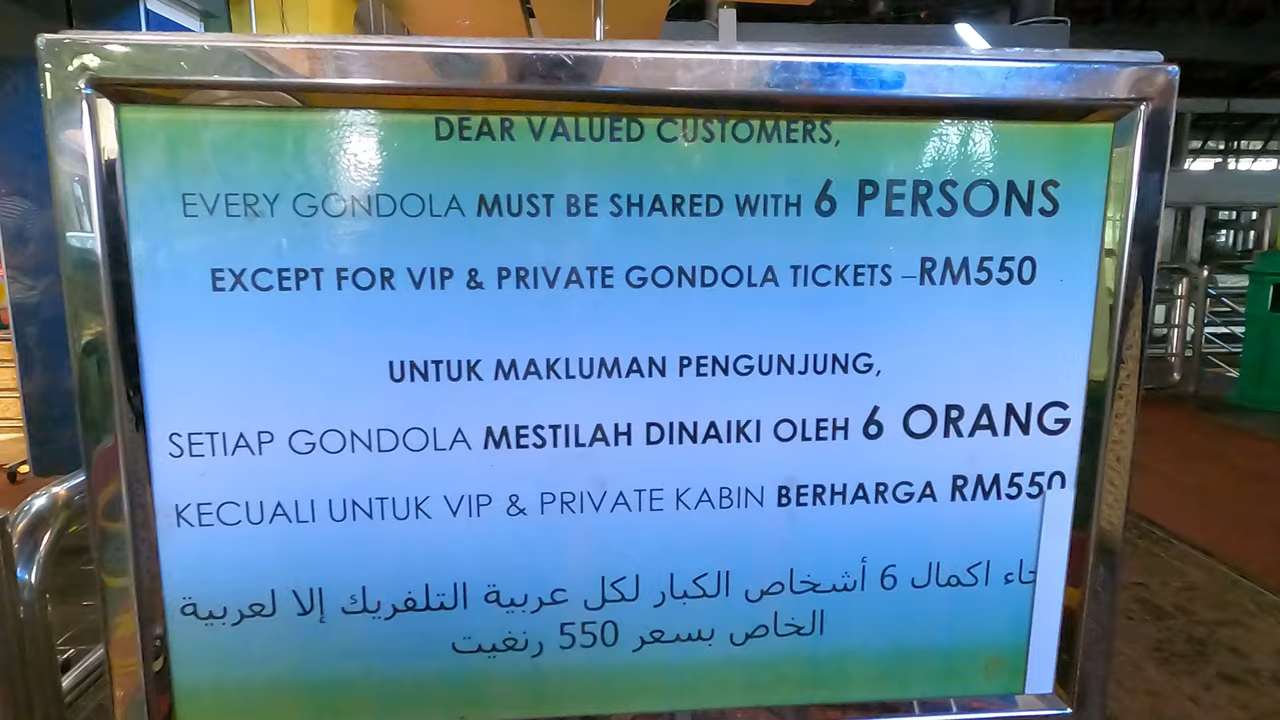 DEAR VALUED CUSTOMERS,
EVERY GONDOLA MUST BE SHARED WITH 6 PERSONS
EXCEPT FOR VIP & PRIVATE GONDOLA TICKETS –RM550
UNTUK MAKLUMAN PENGUNJUNG,
SETIAP GONDOLA MESTILAH DINAIKI OLEH 6 ORANG
KECUALI UNTUK VIP & PRIVATE KABIN BERHARGA RM550
اكمال 6 أشخاص الكبار لكل عربية التلفريك إلا لعربية
الخاص بسعر 550 رنغيت